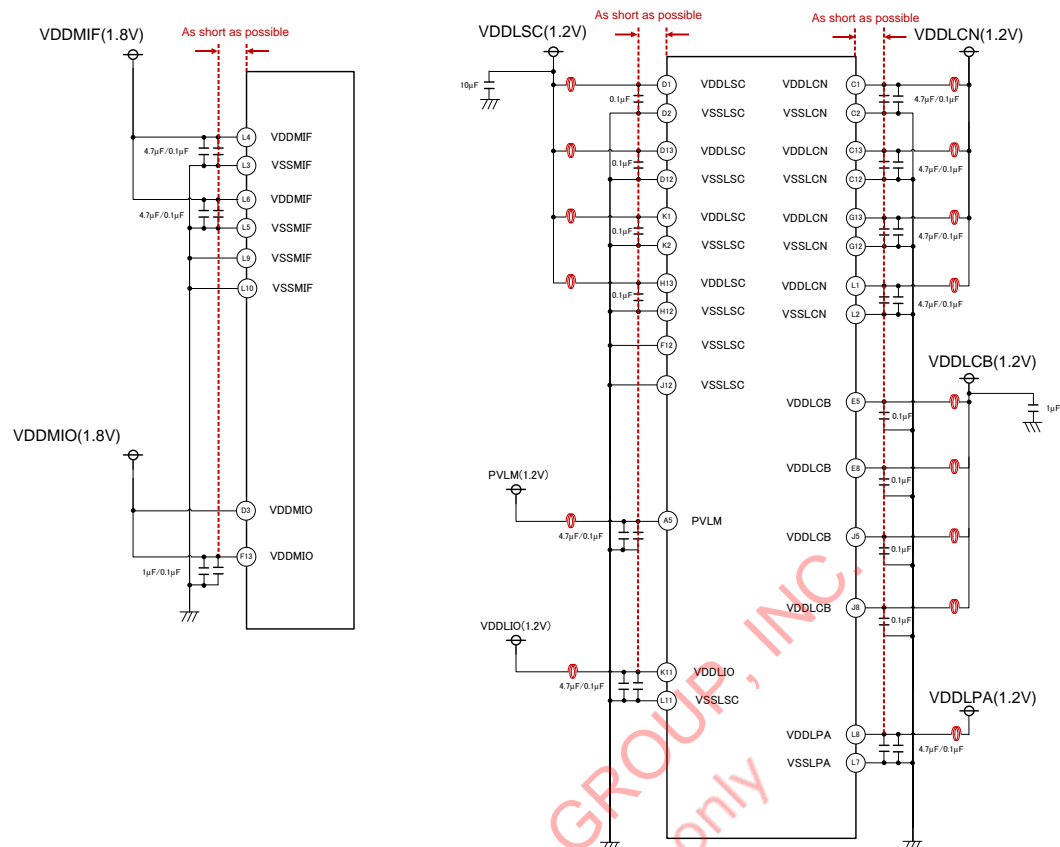 As short as possible
VDDMIF(1.8V)
L4 VDDMIF
4.7μF/0.1μF
L3 VSSMIF
L6 VDDMIF
4.7μF/0.1μF
L5 VSSMIF
L9 VSSMIF
L10 VSSMIF
VDDMIO(1.8V)
D3 VDDMIO
F13 VDDMIO
1μF/0.1μF
As short as possible
VDDLSC(1.2V)
10μF
D1 VDDLSC
0.1μF
D2 VSSLSC
D13 VDDLSC
0.1μF
D12 VSSLSC
K1 VDDLSC
0.1μF
K2 VSSLSC
H13 VDDLSC
0.1μF
H12 VSSLSC
F12 VSSLSC
J12 VSSLSC
PVLM(1.2V)
A5 PVLM
4.7μF/0.1μF
VDDLIO(1.2V)
K11 VDDLIO
4.7μF/0.1μF
L11 VSSLSC
As short as possible
VDDLCN(1.2V)
VDDLCN C1
4.7μF/0.1μF
VSSLCN C2
VDDLCN C13
4.7μF/0.1μF
VSSLCN C12
VDDLCN G13
4.7μF/0.1μF
VSSLCN G12
VDDLCN L1
4.7μF/0.1μF
VSSLCN L2
VDDLCB(1.2V)
1μF
VDDLCB E5
0.1μF
VDDLCB E8
0.1μF
VDDLCB J5
0.1μF
VDDLCB J8
0.1μF
VDDLPA(1.2V)
VDDLPA L8
4.7μF/0.1μF
VSSLPA L7
GROUP, INC.
only